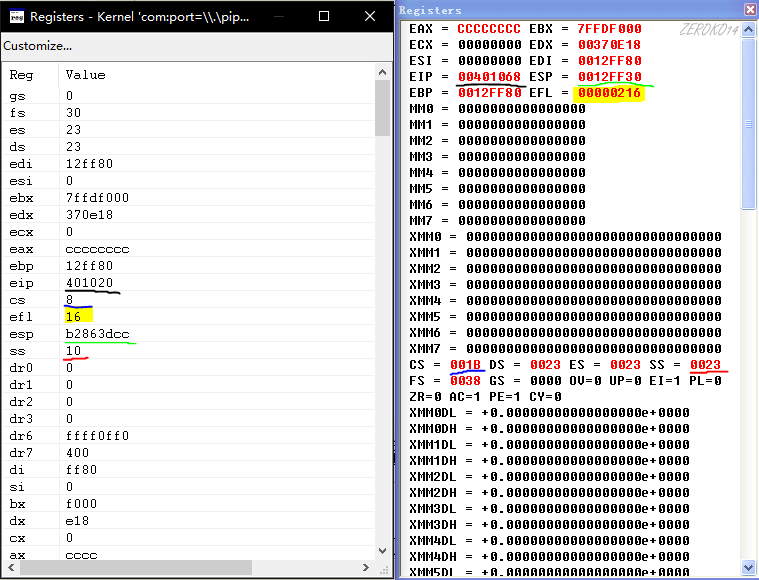 Registers - Kernel 'com:port=\\.\pip...
Customize...
Reg Value
gs 0
fs 30
es 23
ds 23
edi 12ff80
esi 0
ebx 7ffdf000
edx 370e18
ecx 0
eax cccccccc
ebp 12ff80
eip 401020
cs 8
efl 16
esp b2863dcc
ss 10
dr0 0
dr1 0
dr2 0
dr3 0
dr6 ffff0ff0
dr7 400
di ff80
si 0
bx f000
dx e18
cx 0
ax cccc
Registers
ZEROK014
EAX = CCCCCCCC EBX = 7FFDF000
ECX = 00000000 EDX = 00370E18
ESI = 00000000 EDI = 0012FF80
EIP = 00401068 ESP = 0012FF30
EBP = 0012FF80 EFL = 00000216
MM0 = 0000000000000000
MM1 = 0000000000000000
MM2 = 0000000000000000
MM3 = 0000000000000000
MM4 = 0000000000000000
MM5 = 0000000000000000
MM6 = 0000000000000000
MM7 = 0000000000000000
XMM0 = 00000000000000000000000000000000
XMM1 = 00000000000000000000000000000000
XMM2 = 00000000000000000000000000000000
XMM3 = 00000000000000000000000000000000
XMM4 = 00000000000000000000000000000000
XMM5 = 00000000000000000000000000000000
XMM6 = 00000000000000000000000000000000
XMM7 = 00000000000000000000000000000000
CS = 001B DS = 0023 ES = 0023 SS = 0023
FS = 0038 GS = 0000 OV=0 UP=0 EI=1 PL=0
ZR=0 AC=1 PE=1 CY=0
XMM0DL = +0.00000000000000000e+0000
XMM0DH = +0.00000000000000000e+0000
XMM1DL = +0.00000000000000000e+0000
XMM1DH = +0.00000000000000000e+0000
XMM2DL = +0.00000000000000000e+0000
XMM2DH = +0.00000000000000000e+0000
XMM3DL = +0.00000000000000000e+0000
XMM3DH = +0.00000000000000000e+0000
XMM4DL = +0.00000000000000000e+0000
XMM4DH = +0.00000000000000000e+0000
XMM5DL = +0.00000000000000000e+0000